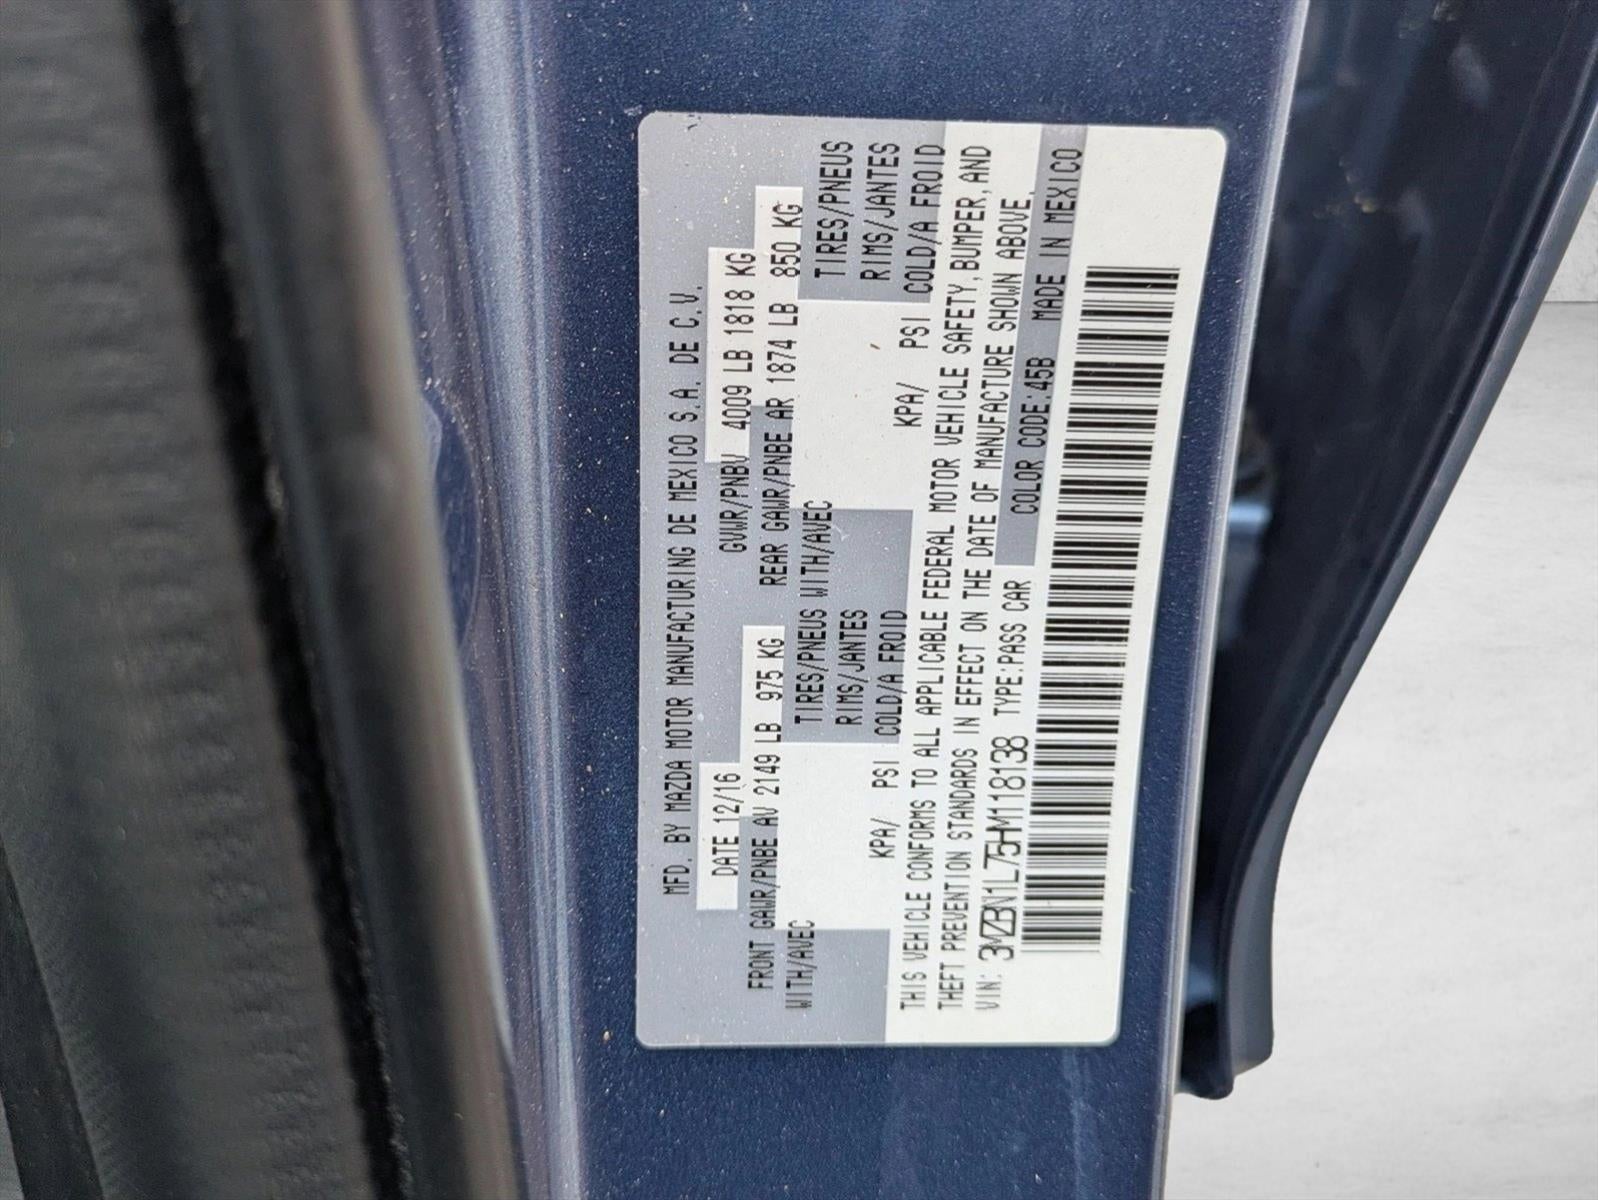 MFD. BY MAZDA MOTOR MANUFACTURING DE MEXICO S.A. DE C.V.
DATE 12/16 GVWR/PNBV 4009 LB 1818 KG
FRONT GAWR/PNBE AV 2149 LB 975 KG REAR GAWR/PNBE AR 1874 LB 850 KG
WITH/AVEC TIRES/PNEUS WITH/AVEC TIRES/PNEUS
RIMS/JANTES RIMS/JANTES
KPA/ PSI COLD/A FROID KPA/ PSI COLD/A FROID
THIS VEHICLE CONFORMS TO ALL APPLICABLE FEDERAL MOTOR VEHICLE SAFETY, BUMPER, AND
THEFT PREVENTION STANDARDS IN EFFECT ON THE DATE OF MANUFACTURE SHOWN ABOVE.
VIN: 3MZBN1L75HM118138 TYPE:PASS CAR COLOR CODE:45B MADE IN MEXICO